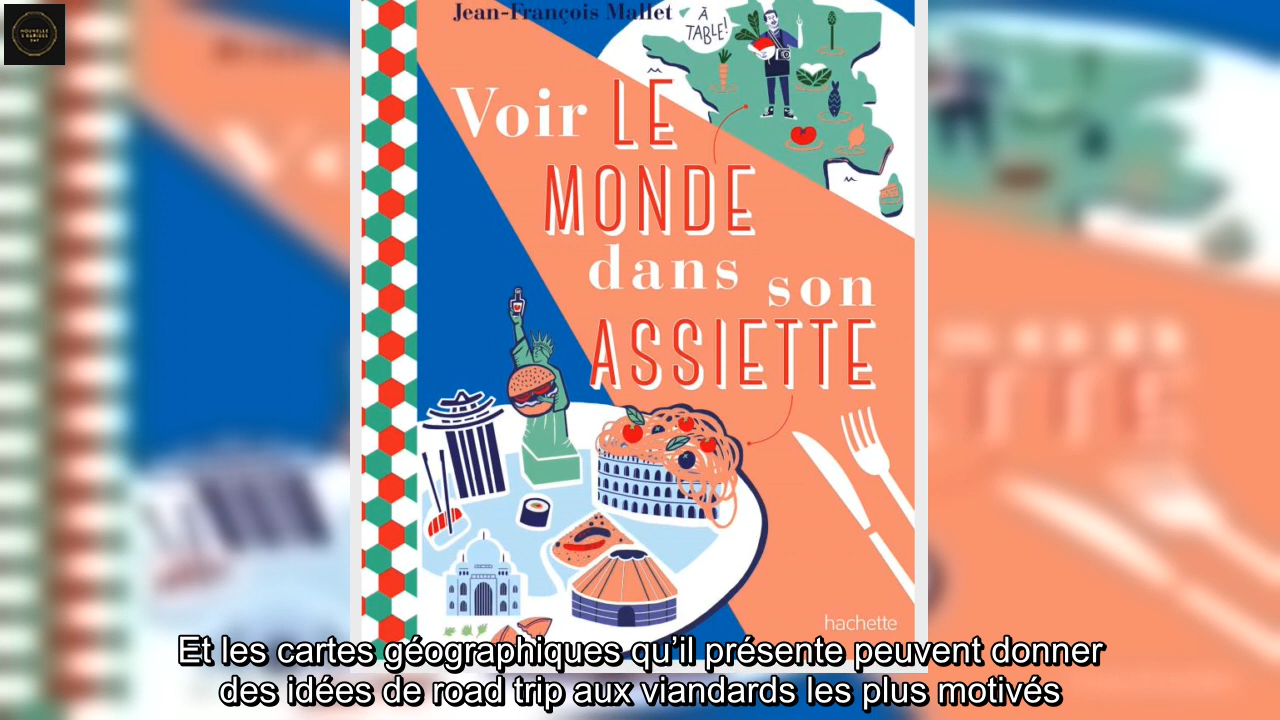 NOUVELLE
Jean-François Mallet
À
TABLE!
Voir LE
MONDE
dans son
ASSIETTE
hachette
Et les cartes géographiques qu'il présente peuvent donner
des idées de road trip aux viandards les plus motivés